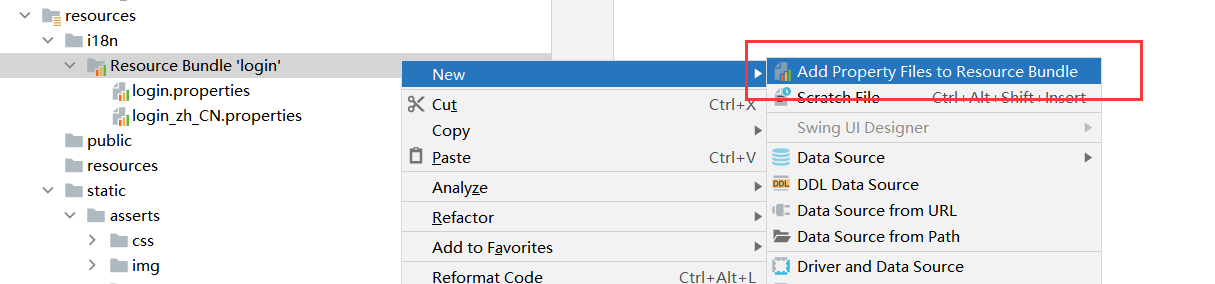 resources
i18n
Resource Bundle 'login'
login.properties
login_zh_CN.properties
public
resources
static
asserts
css
img
New
Cut Ctrl+X
Copy
Paste Ctrl+V
Analyze
Refactor
Add to Favorites
Reformat Code Ctrl+Alt+L
Add Property Files to Resource Bundle
Scratch File Ctrl+Alt+Shift+Insert
Swing UI Designer
Data Source
DDL Data Source
DDL
Data Source from URL
Data Source from Path
Driver and Data Source